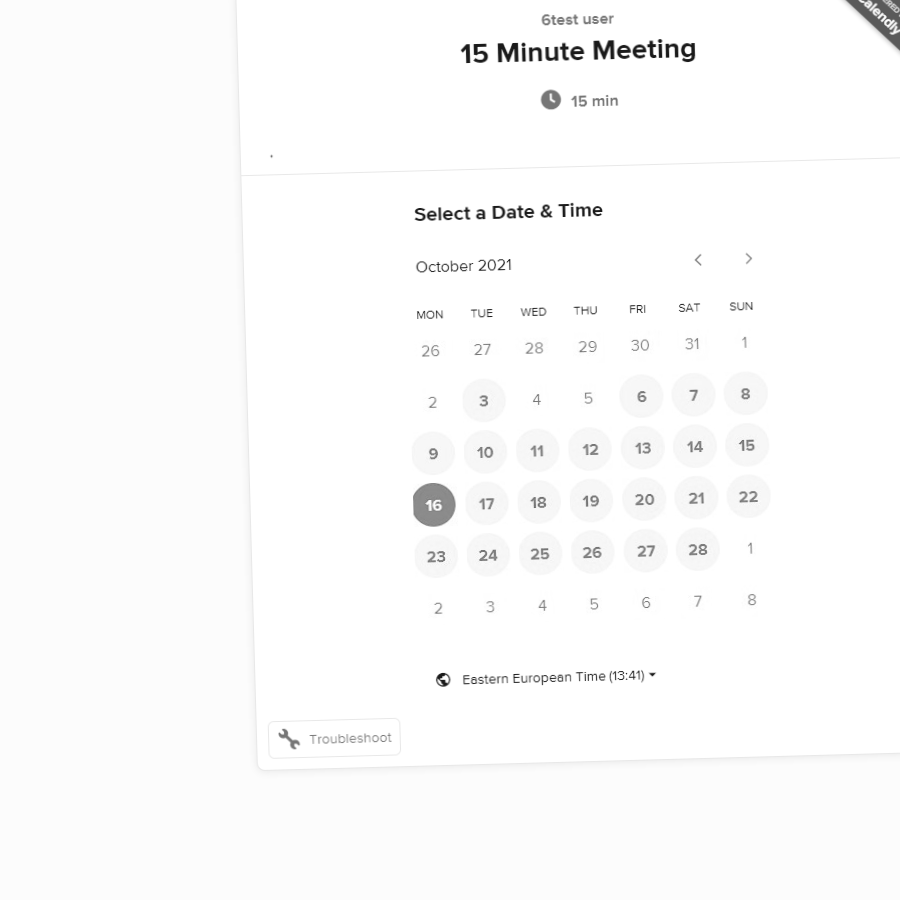 6test user
15 Minute Meeting
15 min
.
Calendly
Select a Date & Time
October 2021
MON TUE WED THU FRI SAT SUN
26 27 28 29 30 31 1
2 3 4 5 6 7 8
9 10 11 12 13 14 15
16 17 18 19 20 21 22
23 24 25 26 27 28 1
2 3 4 5 6 7 8
Eastern European Time (13:41)
Troubleshoot